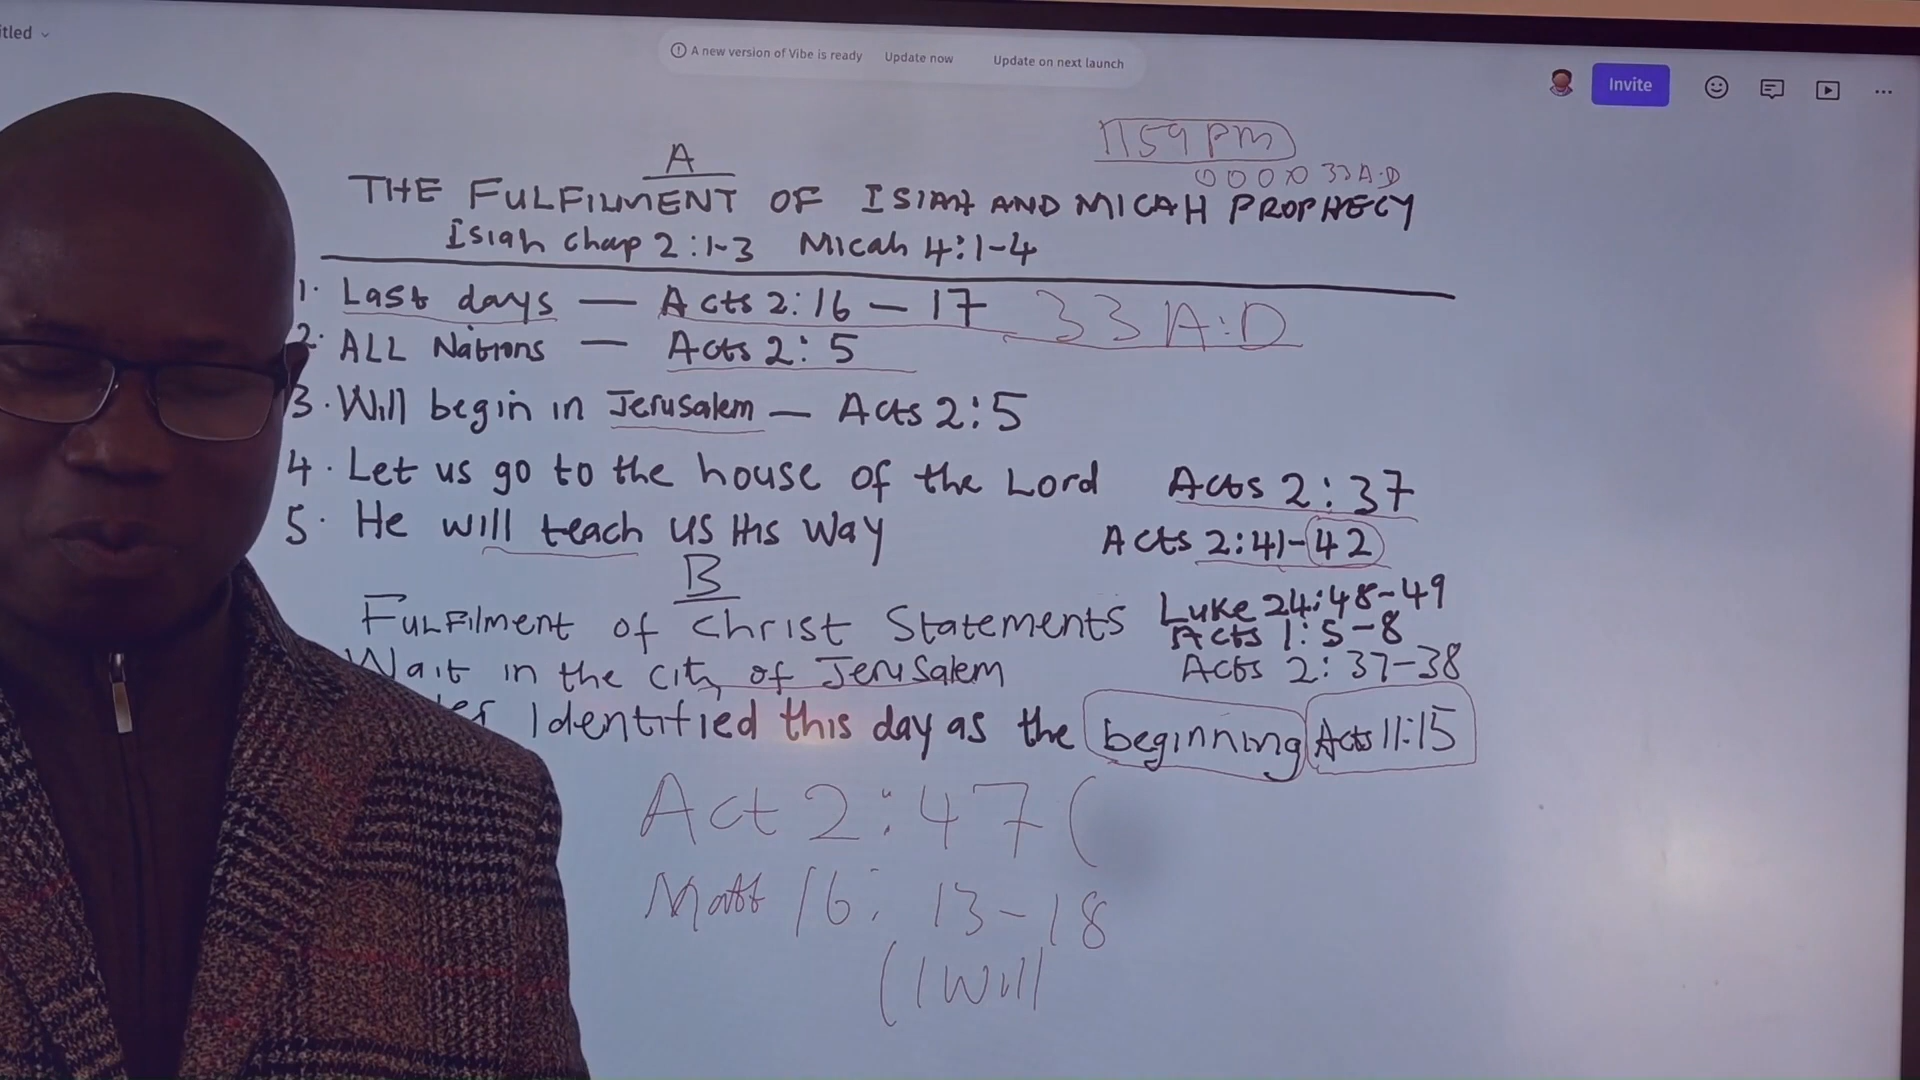 itled
A new version of Vibe is ready Update now Update on next launch
Invite
1159 pm
33 A.D
A
THE FULFILMENT OF ISIAH AND MICAH PROPHECY
Isiah chap 2:1-3 Micah 4:1-4
1. Last days — Acts 2:16 — 17 33 A:D
2. ALL Nations — Acts 2:5
3. Will begin in Jerusalem — Acts 2:5
4. Let us go to the house of the Lord Acts 2:37
5. He will teach us His Way Acts 2:41-42
B
Fulfilment of Christ Statements Luke 24:48-49
Acts 1:5-8
Wait in the city of Jerusalem Acts 2:37-38
Identified this day as the beginning Acts 11:15
Act 2:47 (
Matt 16: 13-18
(I Will